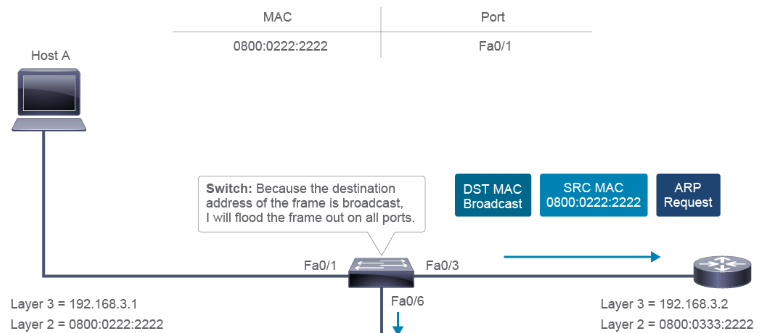 MAC Port
0800:0222:2222 Fa0/1
Host A
Switch: Because the destination
address of the frame is broadcast,
I will flood the frame out on all ports.
DST MAC
Broadcast
SRC MAC
0800:0222:2222
ARP
Request
Fa0/1
Fa0/3
Fa0/6
Layer 3 = 192.168.3.1
Layer 2 = 0800:0222:2222
Layer 3 = 192.168.3.2
Layer 2 = 0800:0333:2222